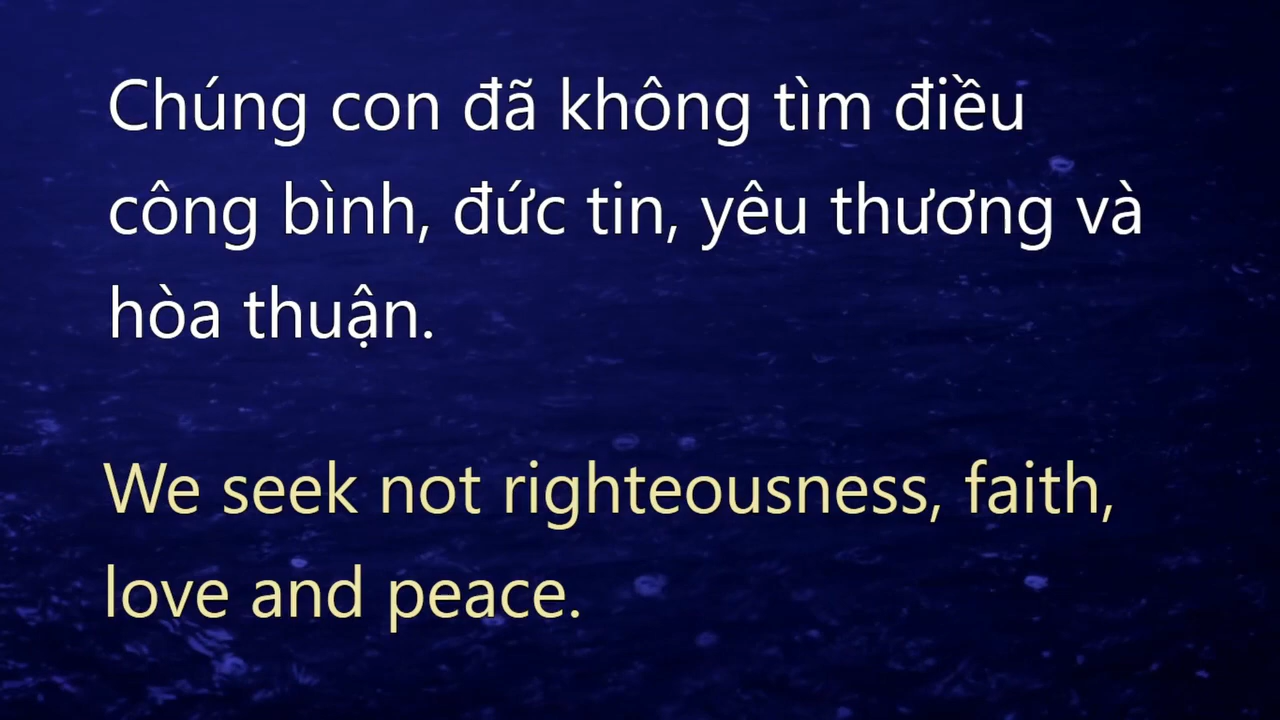 Chúng con đã không tìm điều
công bình, đức tin, yêu thương và
hòa thuận.
We seek not righteousness, faith,
love and peace.